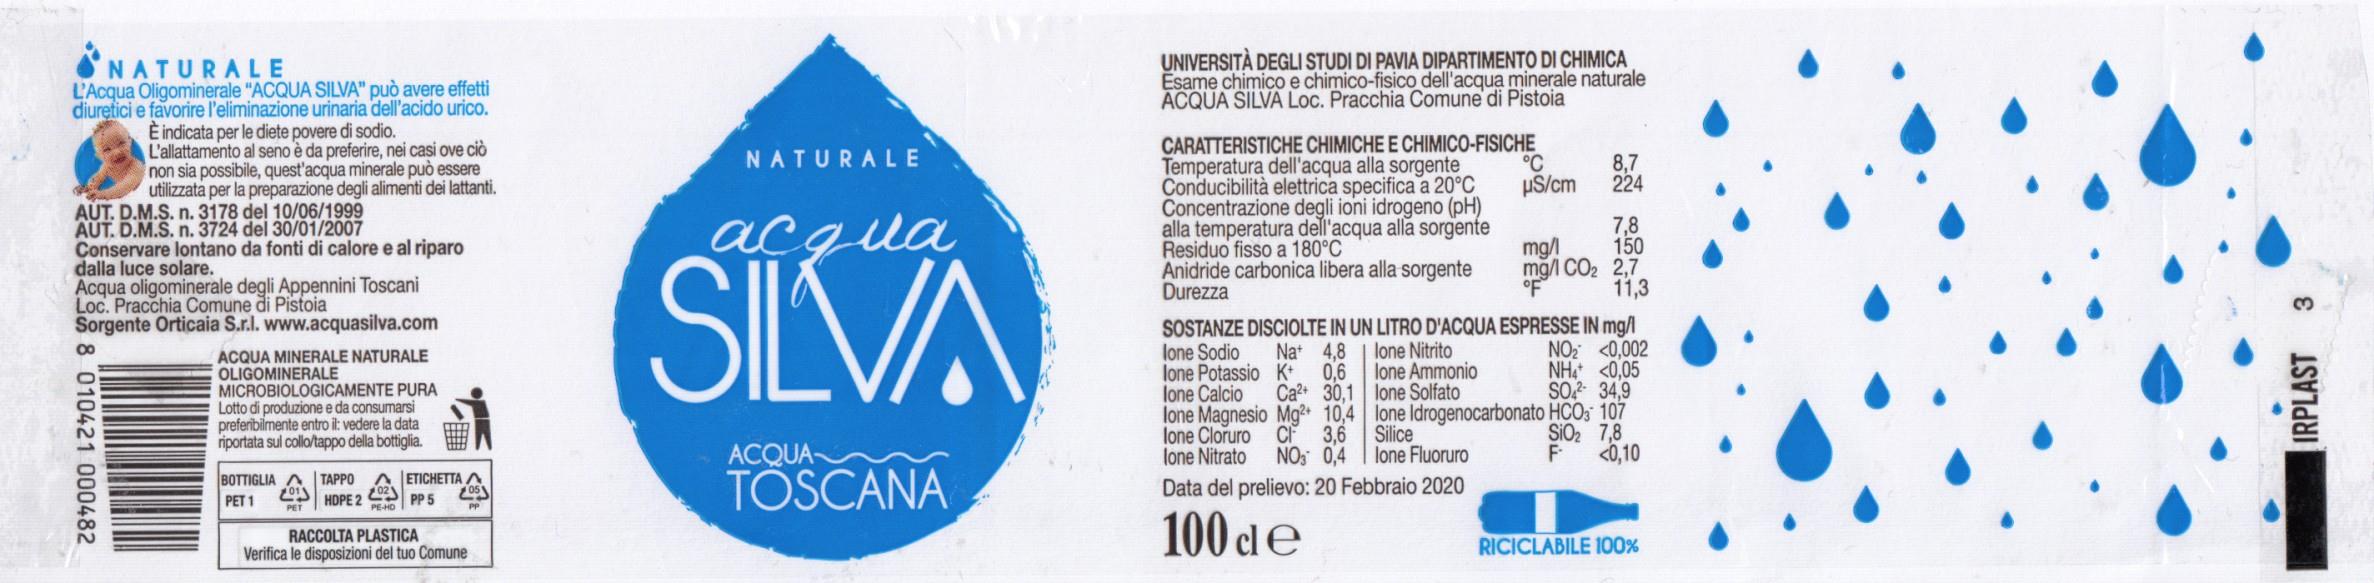 NATURALE
L'Acqua Oligominerale "ACQUA SILVA" può avere effetti
diuretici e favorire l'eliminazione urinaria dell'acido urico.
È indicata per le diete povere di sodio.
L'allattamento al seno è da preferire, nei casi ove ciò
non sia possibile, quest'acqua minerale può essere
utilizzata per la preparazione degli alimenti dei lattanti.
AUT. D.M.S. n. 3178 del 10/06/1999
AUT. D.M.S. n. 3724 del 30/01/2007
Conservare lontano da fonti di calore e al riparo
dalla luce solare.
Acqua oligominerale degli Appennini Toscani
Loc. Pracchia Comune di Pistoia
Sorgente Orticaia S.r.l. www.acquasilva.com
8 010421 000482
ACQUA MINERALE NATURALE
OLIGOMINERALE
MICROBIOLOGICAMENTE PURA
Lotto di produzione e da consumarsi
preferibilmente entro il: vedere la data
riportata sul collo/tappo della bottiglia.
BOTTIGLIA PET 1 01 PET
TAPPO HDPE 2 02 PE-HD
ETICHETTA PP 5 05 PP
RACCOLTA PLASTICA
Verifica le disposizioni del tuo Comune
NATURALE
acqua
SILVA
ACQUA
TOSCANA
UNIVERSITÀ DEGLI STUDI DI PAVIA DIPARTIMENTO DI CHIMICA
Esame chimico e chimico-fisico dell'acqua minerale naturale
ACQUA SILVA Loc. Pracchia Comune di Pistoia
CARATTERISTICHE CHIMICHE E CHIMICO-FISICHE
Temperatura dell'acqua alla sorgente °C 8,7
Conducibilità elettrica specifica a 20°C µS/cm 224
Concentrazione degli ioni idrogeno (pH)
alla temperatura dell'acqua alla sorgente 7,8
Residuo fisso a 180°C mg/l 150
Anidride carbonica libera alla sorgente mg/l CO₂ 2,7
Durezza °F 11,3
SOSTANZE DISCIOLTE IN UN LITRO D'ACQUA ESPRESSE IN mg/l
Ione Sodio Na⁺ 4,8 Ione Nitrito NO₂⁻ <0,002
Ione Potassio K⁺ 0,6 Ione Ammonio NH₄⁺ <0,05
Ione Calcio Ca²⁺ 30,1 Ione Solfato SO₄²⁻ 34,9
Ione Magnesio Mg²⁺ 10,4 Ione Idrogenocarbonato HCO₃⁻ 107
Ione Cloruro Cl⁻ 3,6 Silice SiO₂ 7,8
Ione Nitrato NO₃⁻ 0,4 Ione Fluoruro F⁻ <0,10
Data del prelievo: 20 Febbraio 2020
100 cl e
RICICLABILE 100%
IRPLAST 3